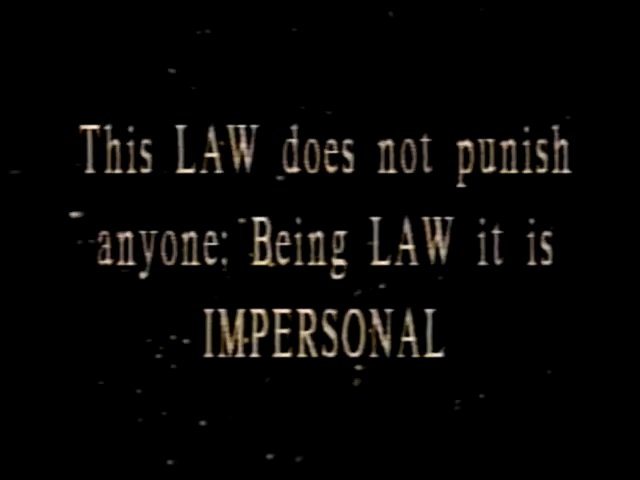 This LAW does not punish
anyone; Being LAW it is
IMPERSONAL